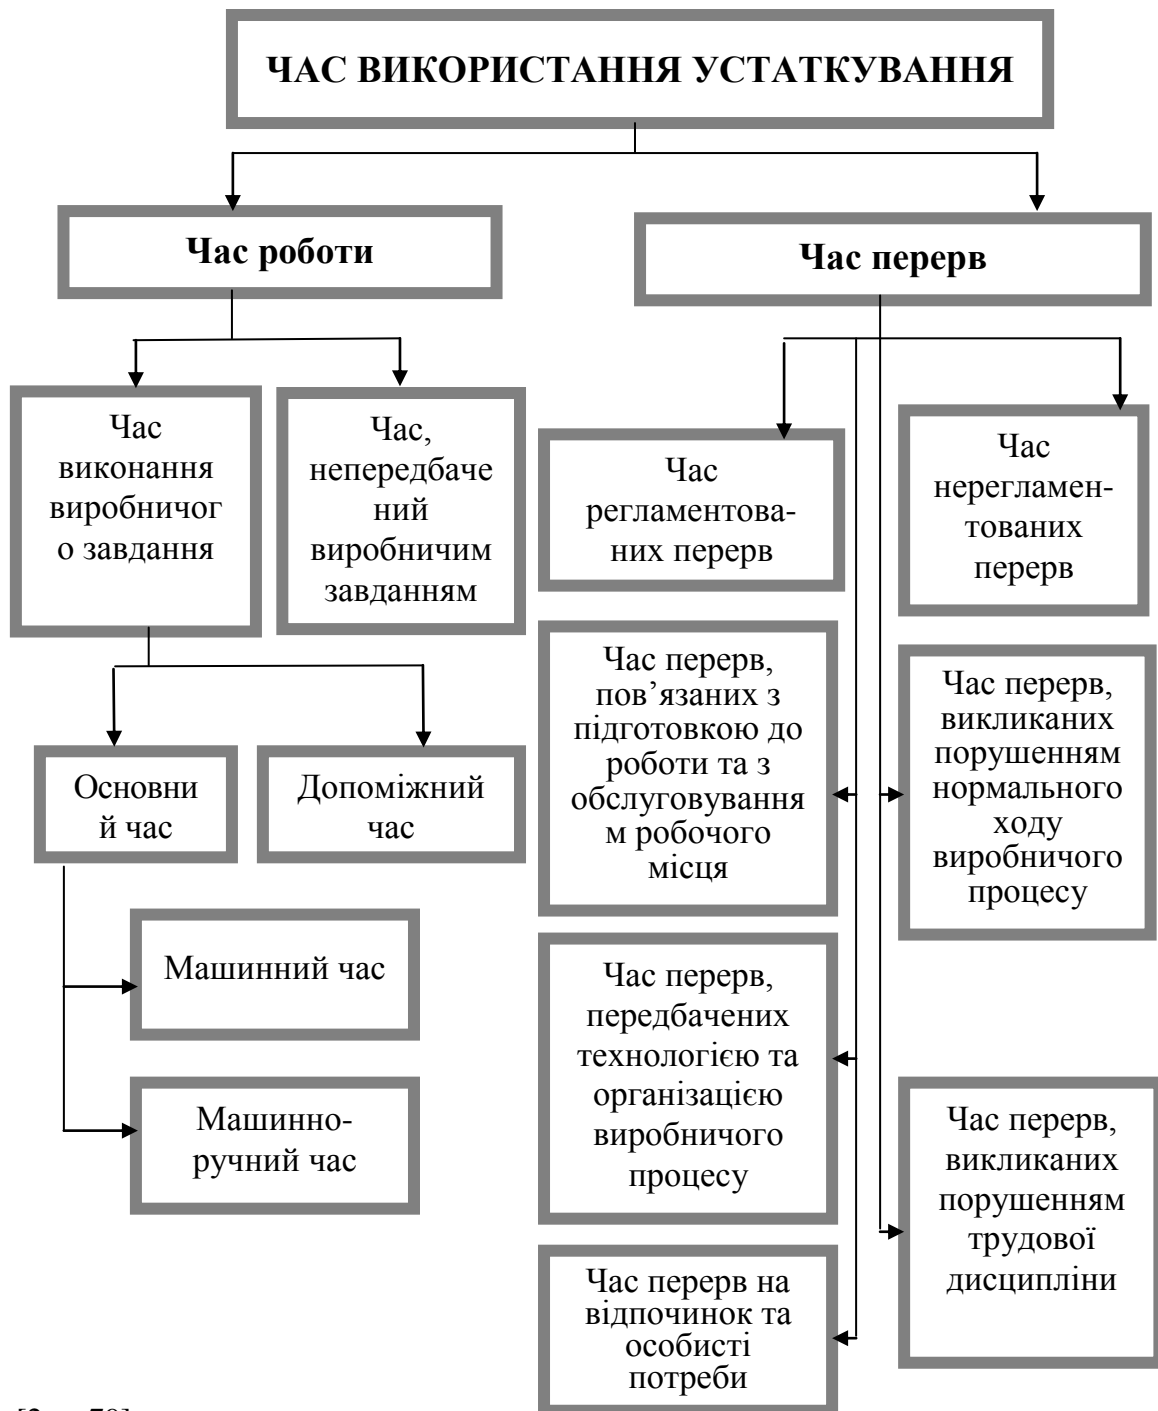 ЧАС ВИКОРИСТАННЯ УСТАТКУВАННЯ
Час роботи
Час перерв
Час
виконання
виробничог
о завдання
Час,
непередбаче
ний
виробничим
завданням
Час
регламентова-
них перерв
Час
нерегламен-
тованих
перерв
Основни
й час
Допоміжний
час
Машинний час
Машинно-
ручний час
Час перерв,
пов’язаних з
підготовкою до
роботи та з
обслуговування
м робочого
місця
Час перерв,
передбачених
технологією та
організацією
виробничого
процесу
Час перерв на
відпочинок та
особисті
потреби
Час перерв,
викликаних
порушенням
нормального
ходу
виробничого
процесу
Час перерв,
викликаних
порушенням
трудової
дисципліни